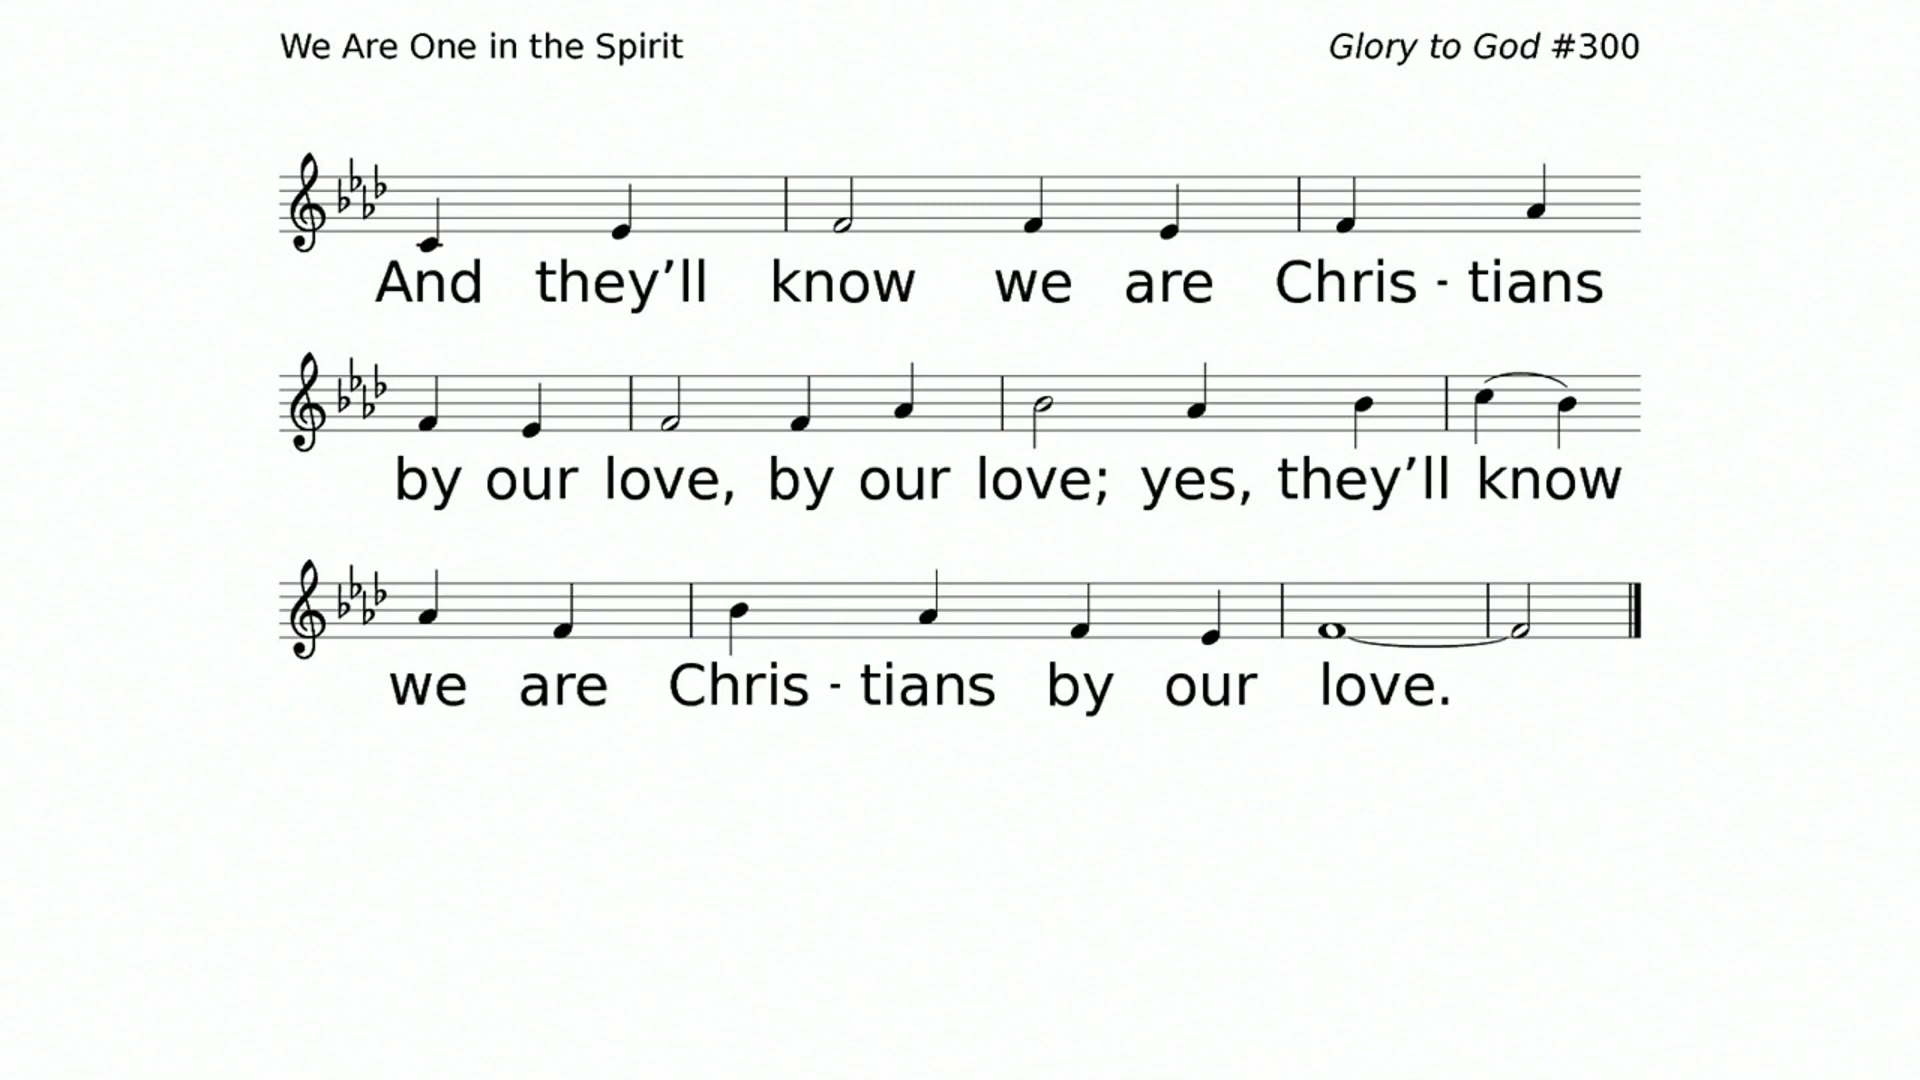 We Are One in the Spirit
Glory to God #300
And they’ll know we are Chris - tians
by our love, by our love; yes, they’ll know
we are Chris - tians by our love.